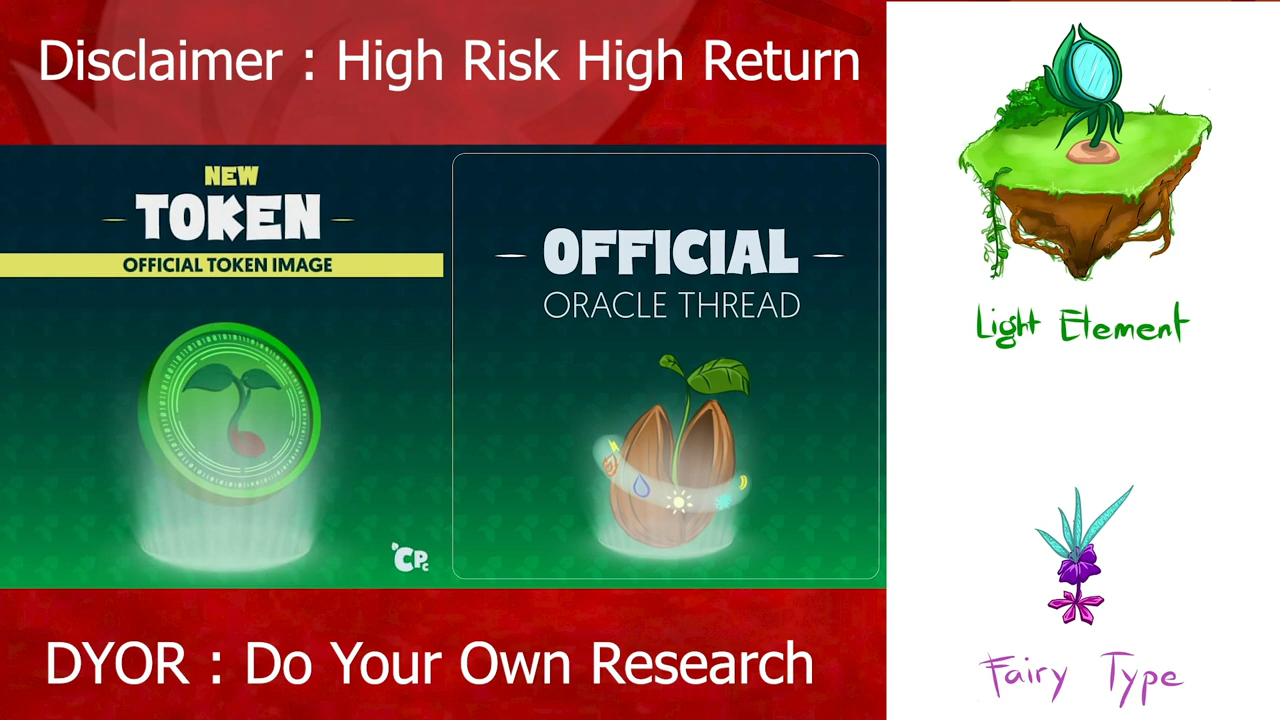 Disclaimer : High Risk High Return
NEW
TOKEN
OFFICIAL TOKEN IMAGE
CPc
OFFICIAL
ORACLE THREAD
DYOR : Do Your Own Research
Light Element
Fairy Type